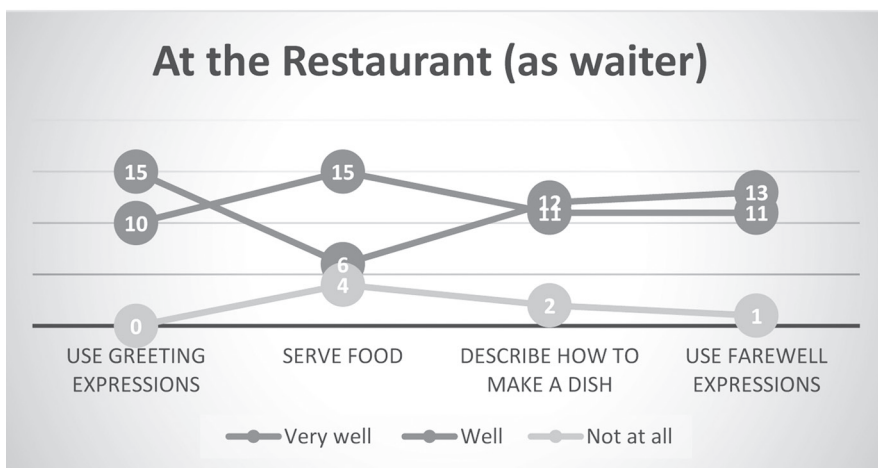 At the Restaurant (as waiter)
15 15
12 13
10 11 11
6
4
0 2 1
USE GREETING SERVE FOOD DESCRIBE HOW TO USE FAREWELL
EXPRESSIONS MAKE A DISH EXPRESSIONS
Very well Well Not at all